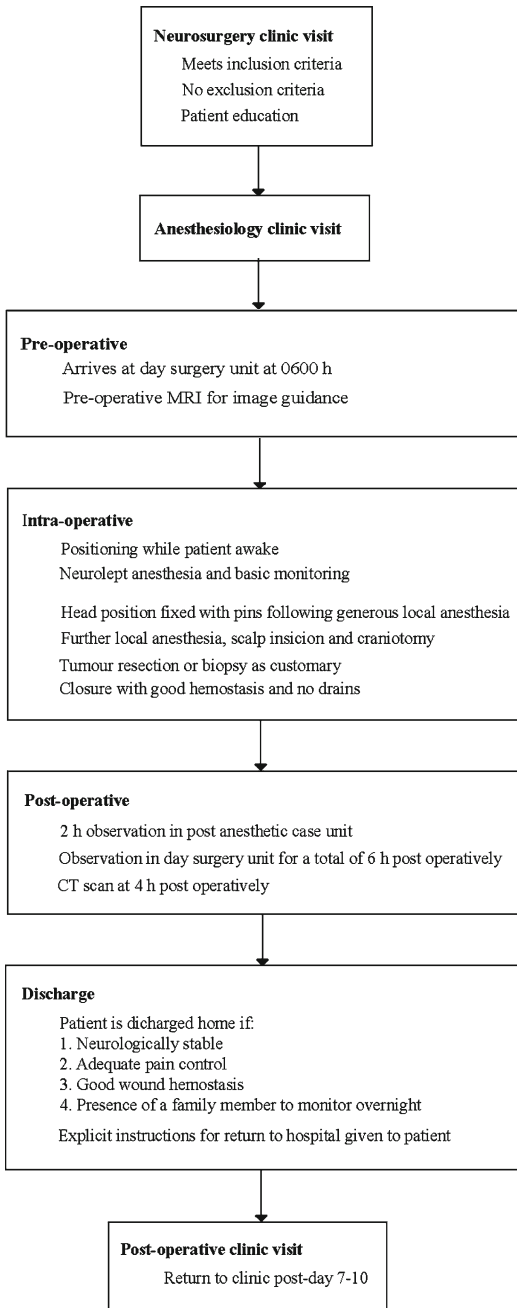 Neurosurgery clinic visit
Meets inclusion criteria
No exclusion criteria
Patient education
Anesthesiology clinic visit
Pre-operative
Arrives at day surgery unit at 0600 h
Pre-operative MRI for image guidance
Intra-operative
Positioning while patient awake
Neurolept anesthesia and basic monitoring
Head position fixed with pins following generous local anesthesia
Further local anesthesia, scalp insicion and craniotomy
Tumour resection or biopsy as customary
Closure with good hemostasis and no drains
Post-operative
2 h observation in post anesthetic case unit
Observation in day surgery unit for a total of 6 h post operatively
CT scan at 4 h post operatively
Discharge
Patient is dicharged home if:
1. Neurologically stable
2. Adequate pain control
3. Good wound hemostasis
4. Presence of a family member to monitor overnight
Explicit instructions for return to hospital given to patient
Post-operative clinic visit
Return to clinic post-day 7-10